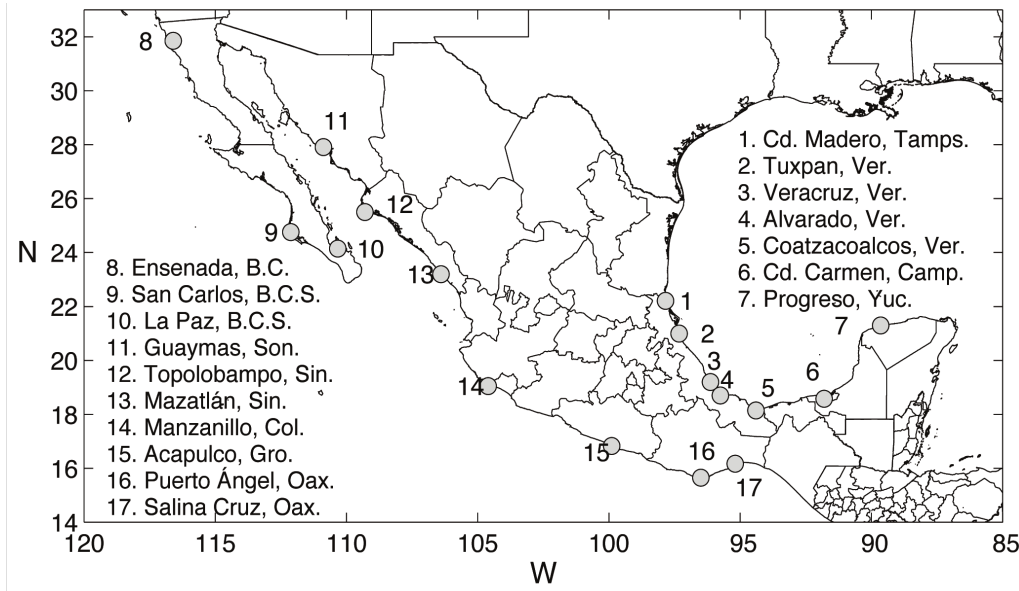 32
30
28
26
24
22
20
18
16
14
N
120
115
110
105
100
95
90
85
W
1. Cd. Madero, Tamps.
2. Tuxpan, Ver.
3. Veracruz, Ver.
4. Alvarado, Ver.
5. Coatzacoalcos, Ver.
6. Cd. Carmen, Camp.
7. Progreso, Yuc.
8. Ensenada, B.C.
9. San Carlos, B.C.S.
10. La Paz, B.C.S.
11. Guaymas, Son.
12. Topolobampo, Sin.
13. Mazatlán, Sin.
14. Manzanillo, Col.
15. Acapulco, Gro.
16. Puerto Ángel, Oax.
17. Salina Cruz, Oax.
8
11
12
9
10
13
1
2
7
3
4
5
6
14
15
16
17